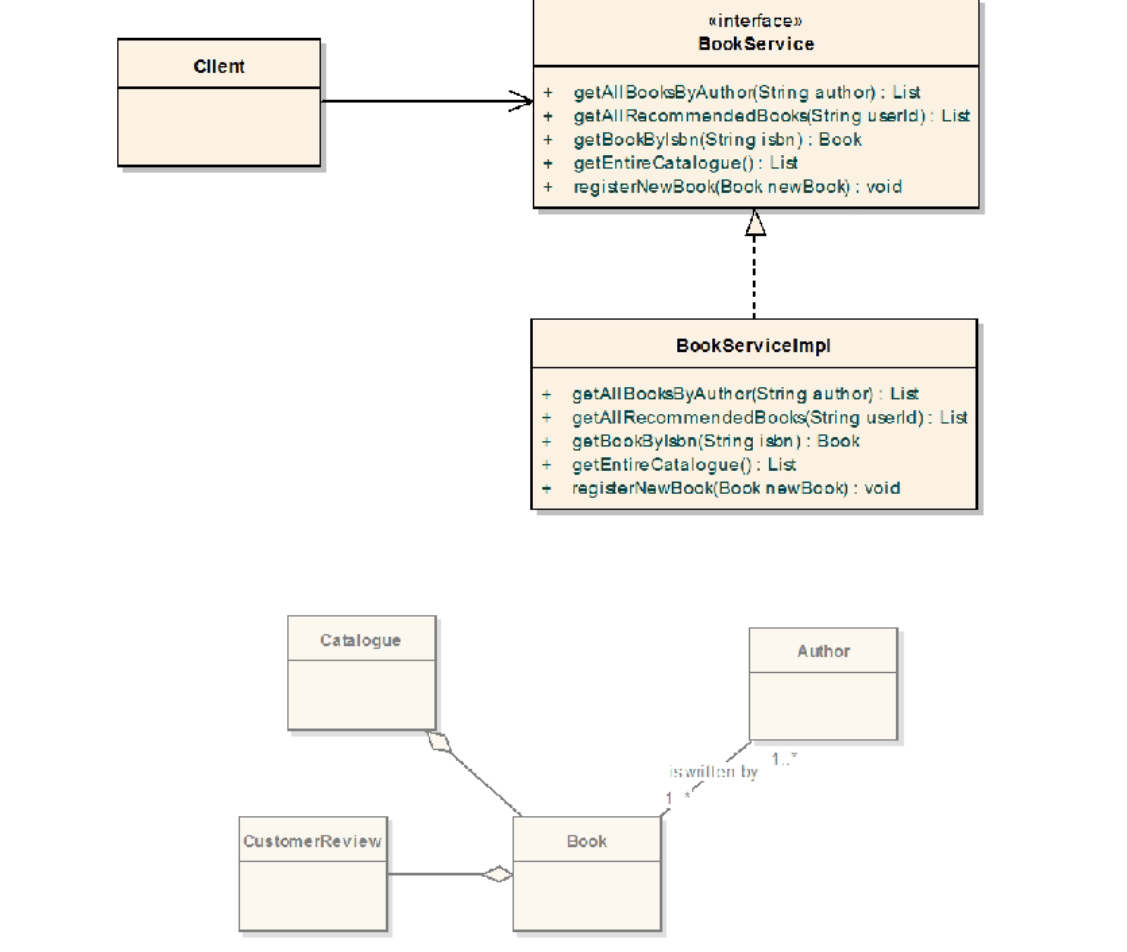 «interface»
BookService
Client
+ getAllBooksByAuthor(String author) : List
+ getAllRecommendedBooks(String userId) : List
+ getBookByIsbn(String isbn) : Book
+ getEntireCatalogue() : List
+ registerNewBook(Book newBook) : void
BookServiceImpl
+ getAllBooksByAuthor(String author) : List
+ getAllRecommendedBooks(String userId) : List
+ getBookByIsbn(String isbn) : Book
+ getEntireCatalogue() : List
+ registerNewBook(Book newBook) : void
Catalogue
Author
1..*
is written by
1..*
CustomerReview
Book